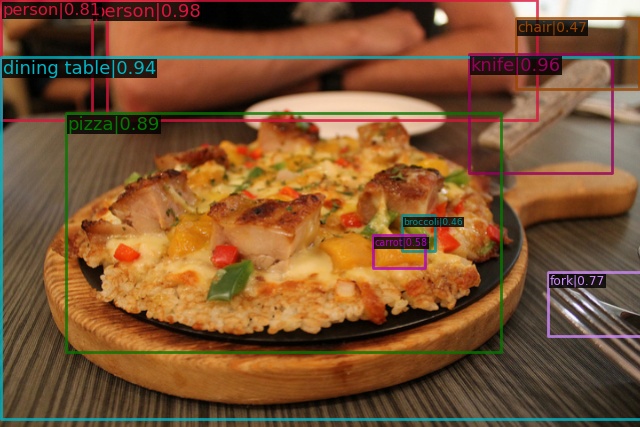 person|0.81
person|0.98
chair|0.47
dining table|0.94
knife|0.96
pizza|0.89
broccoli|0.46
carrot|0.58
fork|0.77